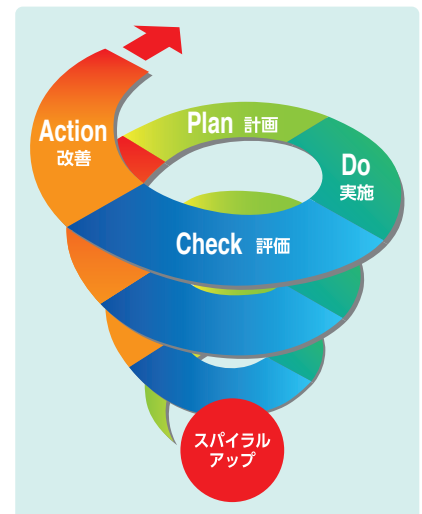 Plan 計画
Do
実施
Check 評価
Action
改善
スパイラル
アップ